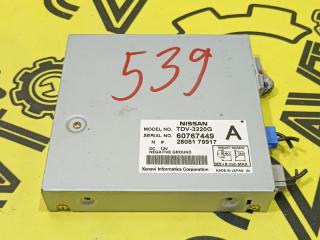 539
NISSAN
MODEL NO. TDV-3220G
SERIAL NO. 60767449 A
N # 28051 79917
DC 12V
NEGATIVE GROUND
Xanavi Informatics Corporation
MADE IN JAPAN